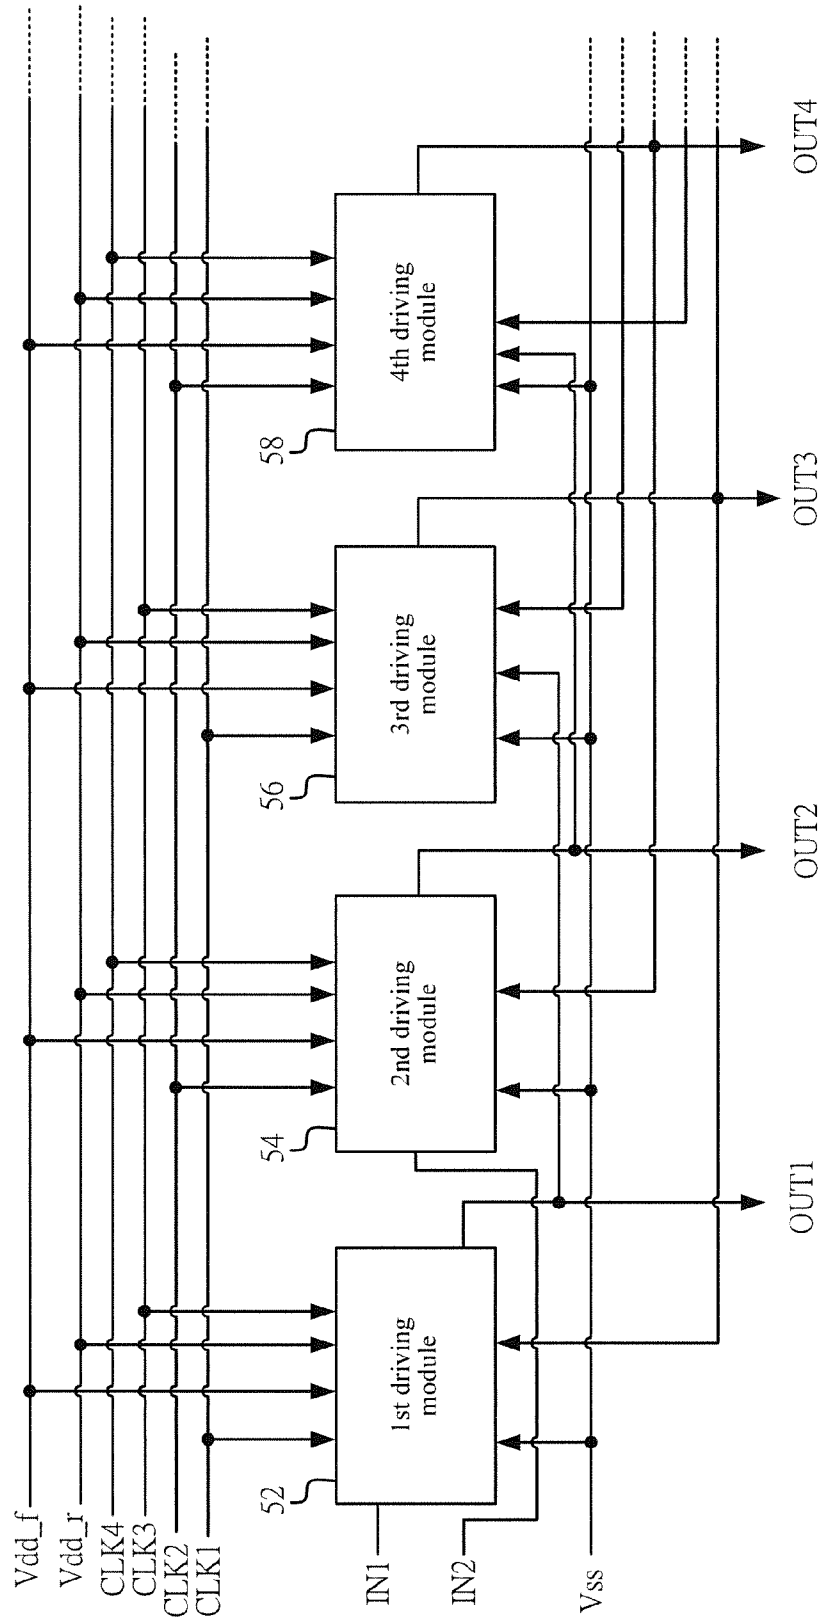 Vdd_f
Vdd_r
CLK4
CLK3
CLK2
CLK1
52
1st driving
module
54
2nd driving
module
56
3rd driving
module
58
4th driving
module
IN1
IN2
Vss
OUT1
OUT2
OUT3
OUT4